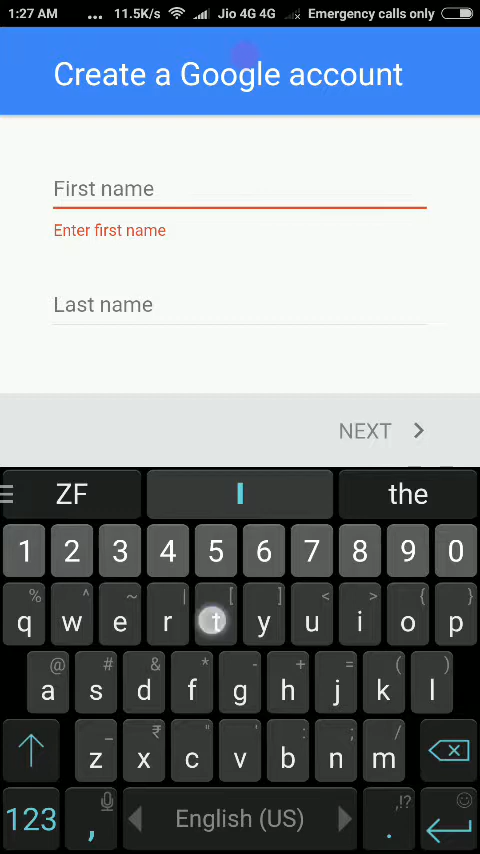 1:27 AM ... 11.5K/s Jio 4G 4G Emergency calls only
Create a Google account
First name
Enter first name
Last name
NEXT
ZF I the
1 2 3 4 5 6 7 8 9 0
% ^ ~ | [ ] < > { }
q w e r t y u i o p
@ # & * - + = ( )
a s d f g h j k l
_ ₹ " ' : ; /
z x c v b n m
,!?
123 , English (US) .